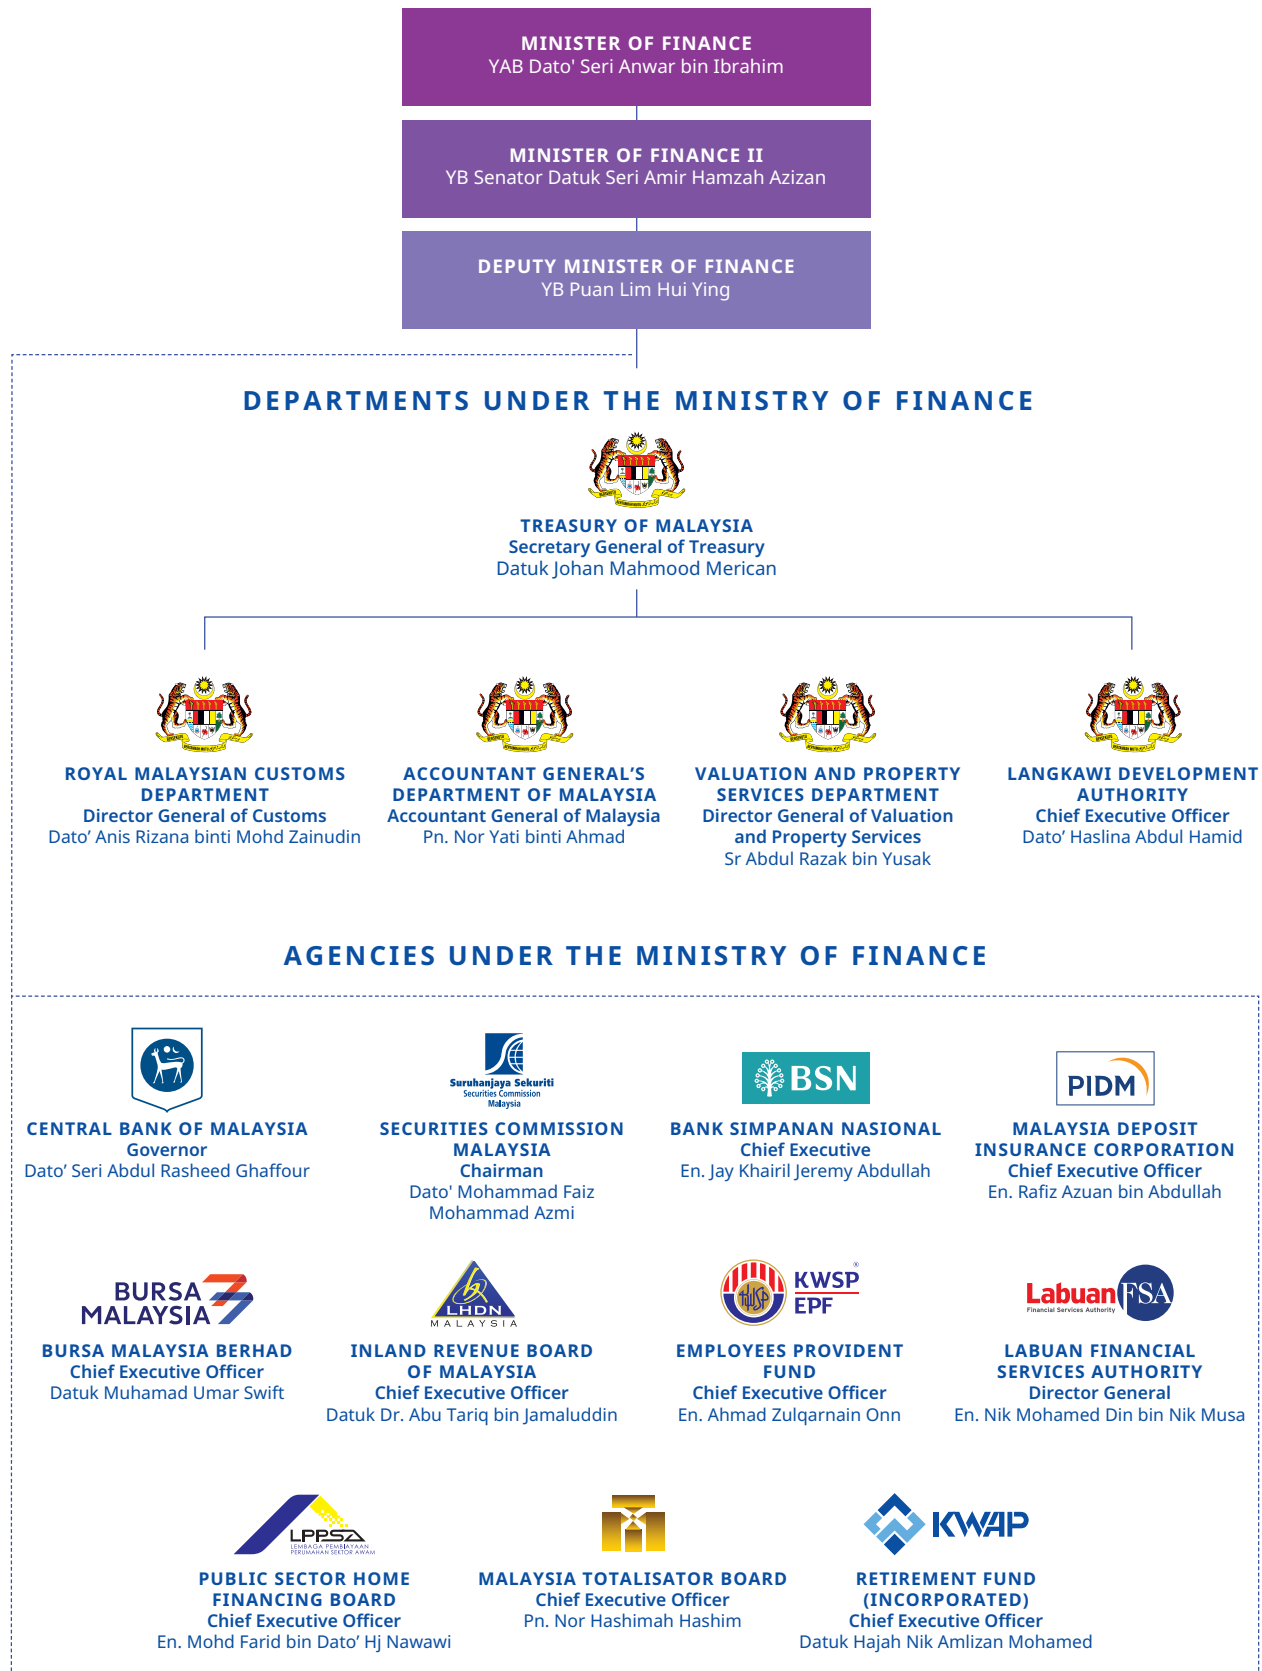 MINISTER OF FINANCE
YAB Dato' Seri Anwar bin Ibrahim
MINISTER OF FINANCE II
YB Senator Datuk Seri Amir Hamzah Azizan
DEPUTY MINISTER OF FINANCE
YB Puan Lim Hui Ying
DEPARTMENTS UNDER THE MINISTRY OF FINANCE
TREASURY OF MALAYSIA
Secretary General of Treasury
Datuk Johan Mahmood Merican
ROYAL MALAYSIAN CUSTOMS
DEPARTMENT
Director General of Customs
Dato’ Anis Rizana binti Mohd Zainudin
ACCOUNTANT GENERAL’S
DEPARTMENT OF MALAYSIA
Accountant General of Malaysia
Pn. Nor Yati binti Ahmad
VALUATION AND PROPERTY
SERVICES DEPARTMENT
Director General of Valuation
and Property Services
Sr Abdul Razak bin Yusak
LANGKAWI DEVELOPMENT
AUTHORITY
Chief Executive Officer
Dato’ Haslina Abdul Hamid
AGENCIES UNDER THE MINISTRY OF FINANCE
CENTRAL BANK OF MALAYSIA
Governor
Dato’ Seri Abdul Rasheed Ghaffour
Suruhanjaya Sekuriti
Securities Commission
Malaysia
SECURITIES COMMISSION
MALAYSIA
Chairman
Dato' Mohammad Faiz
Mohammad Azmi
BSN
BANK SIMPANAN NASIONAL
Chief Executive
En. Jay Khairil Jeremy Abdullah
PIDM
MALAYSIA DEPOSIT
INSURANCE CORPORATION
Chief Executive Officer
En. Rafiz Azuan bin Abdullah
BURSA
MALAYSIA
BURSA MALAYSIA BERHAD
Chief Executive Officer
Datuk Muhamad Umar Swift
LHDN
MALAYSIA
INLAND REVENUE BOARD
OF MALAYSIA
Chief Executive Officer
Datuk Dr. Abu Tariq bin Jamaluddin
KWSP
KWSP®
EPF
EMPLOYEES PROVIDENT
FUND
Chief Executive Officer
En. Ahmad Zulqarnain Onn
Labuan FSA
Financial Services Authority
LABUAN FINANCIAL
SERVICES AUTHORITY
Director General
En. Nik Mohamed Din bin Nik Musa
LPPSA
LEMBAGA PEMBIAYAAN
PERUMAHAN SEKTOR AWAM
PUBLIC SECTOR HOME
FINANCING BOARD
Chief Executive Officer
En. Mohd Farid bin Dato’ Hj Nawawi
MALAYSIA TOTALISATOR BOARD
Chief Executive Officer
Pn. Nor Hashimah Hashim
KWAP
RETIREMENT FUND
(INCORPORATED)
Chief Executive Officer
Datuk Hajah Nik Amlizan Mohamed